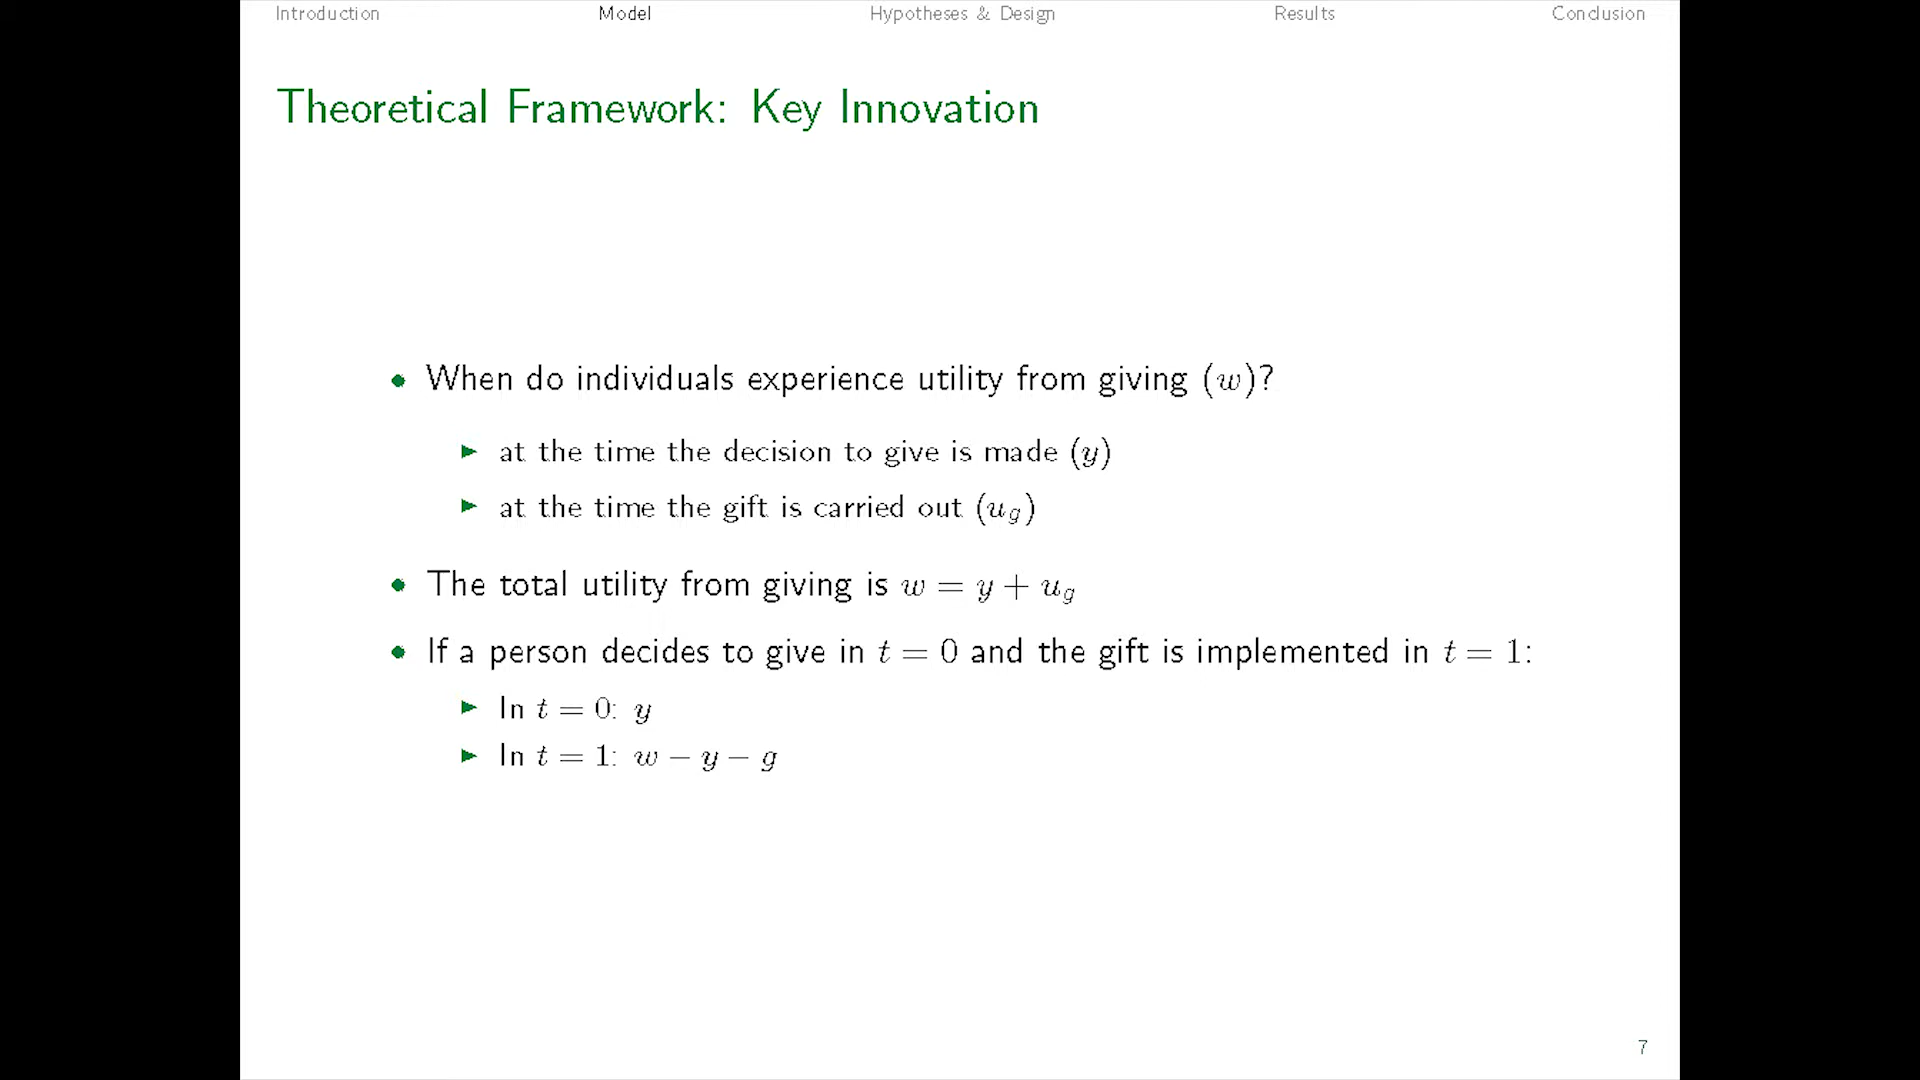 Introduction Model Hypotheses & Design Results Conclusion
Theoretical Framework: Key Innovation
• When do individuals experience utility from giving (w)?
▶ at the time the decision to give is made (y)
▶ at the time the gift is carried out (u_g)
• The total utility from giving is w = y + u_g
• If a person decides to give in t = 0 and the gift is implemented in t = 1:
▶ In t = 0: y
▶ In t = 1: w − y − g
7